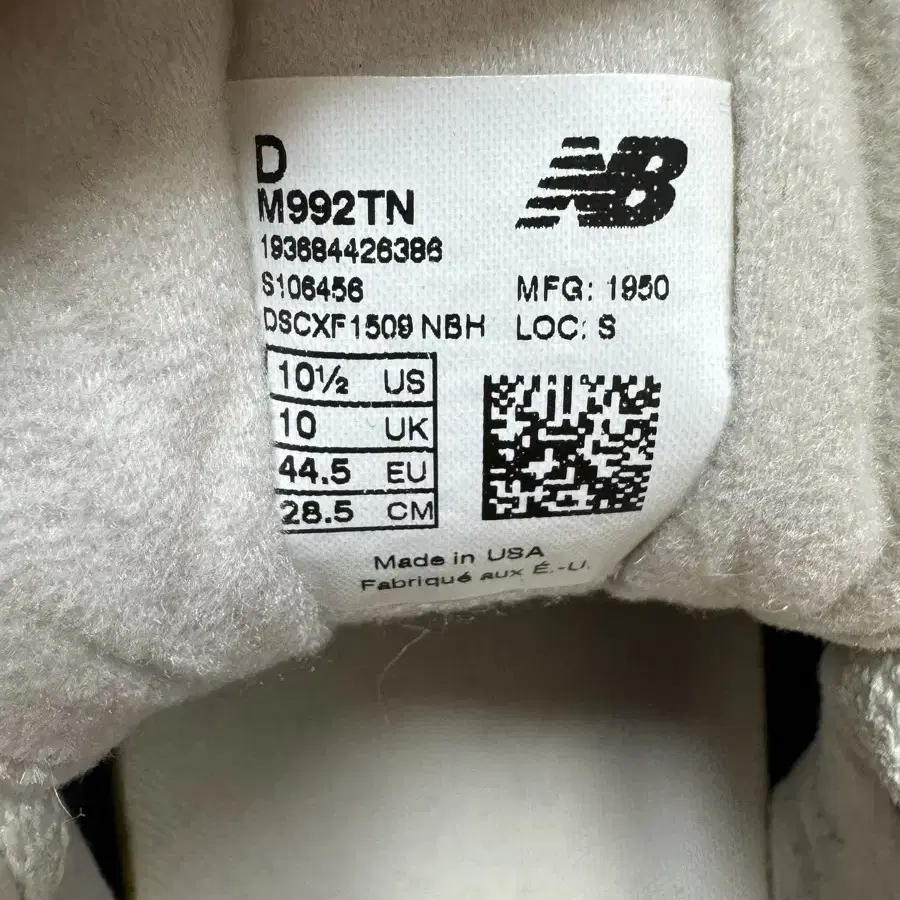 D
NB
M992TN
193684426386
S106456
MFG: 1950
DSCXF1509 NBH
LOC: S
10½ US
10 UK
44.5 EU
28.5 CM
Made in USA
Fabriqué aux É.-U.